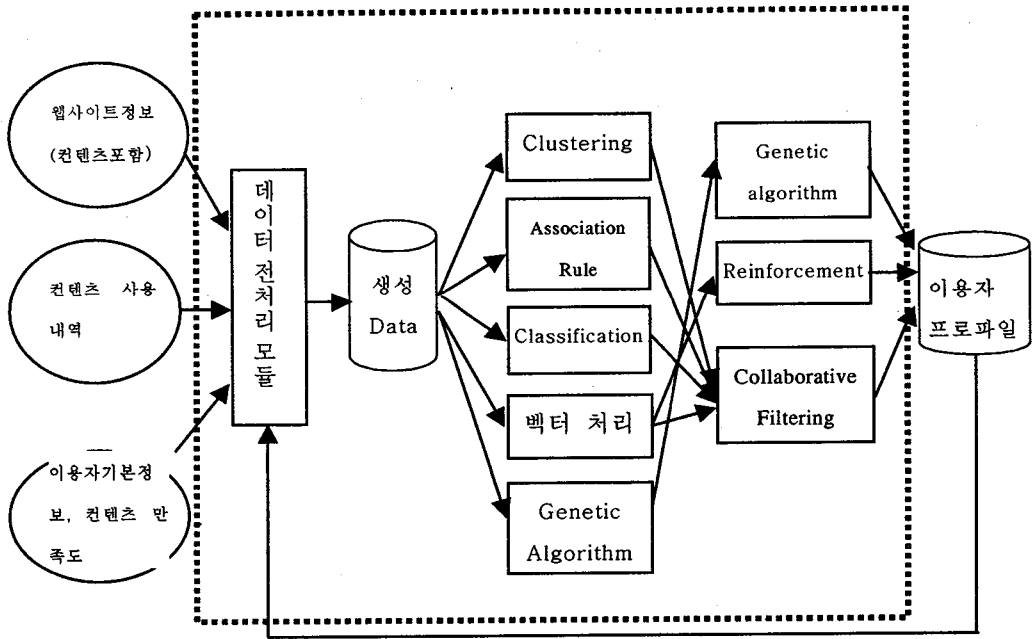 웹사이트정보
(컨텐츠포함)
컨텐츠 사용
내역
이용자기본정
보, 컨텐츠 만
족도
데이터전처리모듈
생성
Data
Clustering
Association
Rule
Classification
벡터 처리
Genetic
Algorithm
Genetic
algorithm
Reinforcement
Collaborative
Filtering
이용자
프로파일